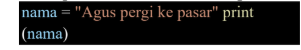 nama = "Agus pergi ke pasar" print
(nama)